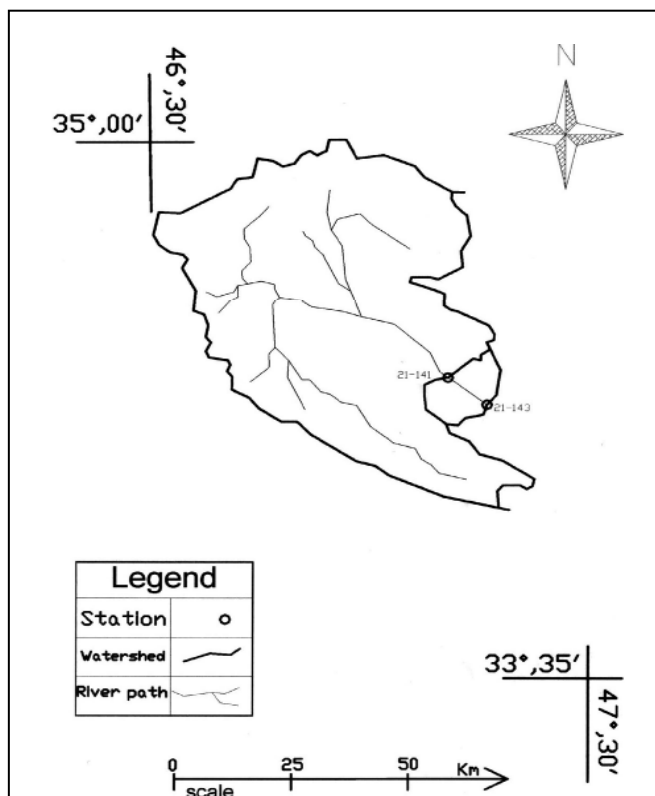 N
46°,30′
35°,00′
21-141
21-143
Legend
Station
Watershed
River path
33°,35′
47°,30′
0 25 50 Km
scale